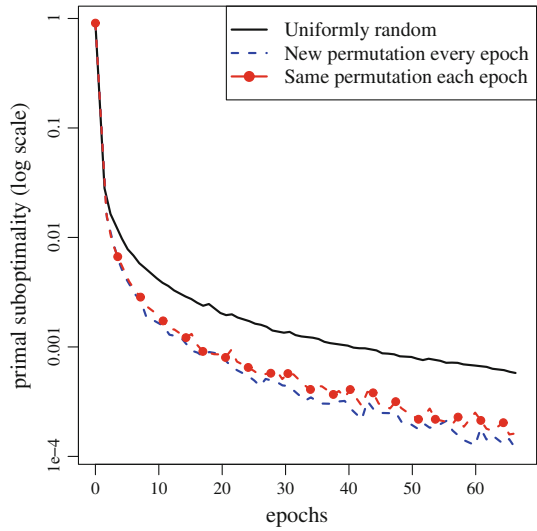 Uniformly random
New permutation every epoch
Same permutation each epoch
primal suboptimality (log scale)
1
0.1
0.01
0.001
1e-4
0 10 20 30 40 50 60
epochs